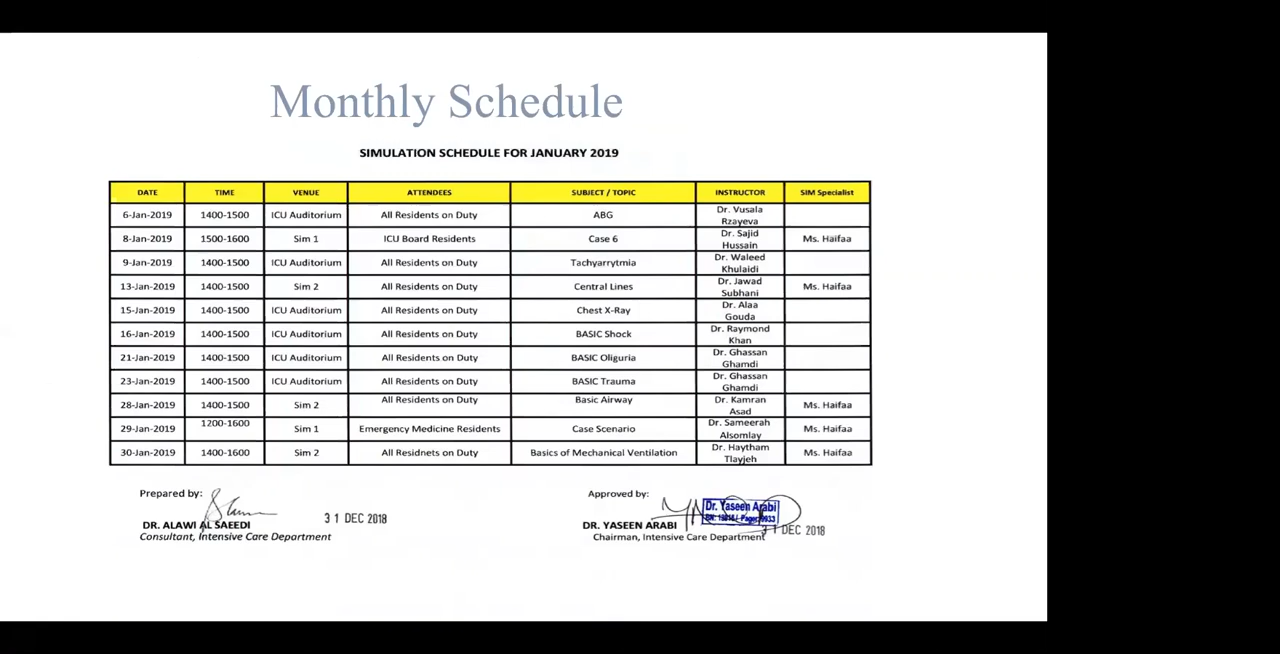 Monthly Schedule
SIMULATION SCHEDULE FOR JANUARY 2019
DATE TIME VENUE ATTENDEES SUBJECT / TOPIC INSTRUCTOR SIM Specialist
6-Jan-2019 1400-1500 ICU Auditorium All Residents on Duty ABG Dr. Vusala Rzayeva
8-Jan-2019 1500-1600 Sim 1 ICU Board Residents Case 6 Dr. Sajid Hussain Ms. Haifaa
9-Jan-2019 1400-1500 ICU Auditorium All Residents on Duty Tachyarrytmia Dr. Waleed Khulaidi
13-Jan-2019 1400-1500 Sim 2 All Residents on Duty Central Lines Dr. Jawad Subhani Ms. Haifaa
15-Jan-2019 1400-1500 ICU Auditorium All Residents on Duty Chest X-Ray Dr. Alaa Gouda
16-Jan-2019 1400-1500 ICU Auditorium All Residents on Duty BASIC Shock Dr. Raymond Khan
21-Jan-2019 1400-1500 ICU Auditorium All Residents on Duty BASIC Oliguria Dr. Ghassan Ghamdi
23-Jan-2019 1400-1500 ICU Auditorium All Residents on Duty BASIC Trauma Dr. Ghassan Ghamdi
28-Jan-2019 1400-1500 Sim 2 All Residents on Duty Basic Airway Dr. Kamran Asad Ms. Haifaa
29-Jan-2019 1200-1600 Sim 1 Emergency Medicine Residents Case Scenario Dr. Sameerah Alsomlay Ms. Haifaa
30-Jan-2019 1400-1600 Sim 2 All Residnets on Duty Basics of Mechanical Ventilation Dr. Haytham Tlayjeh Ms. Haifaa
Prepared by: Approved by:
Dr. Yaseen Arabi
31 DEC 2018
DR. ALAWI AL SAEEDI DR. YASEEN ARABI
31 DEC 2018
Consultant, Intensive Care Department Chairman, Intensive Care Department